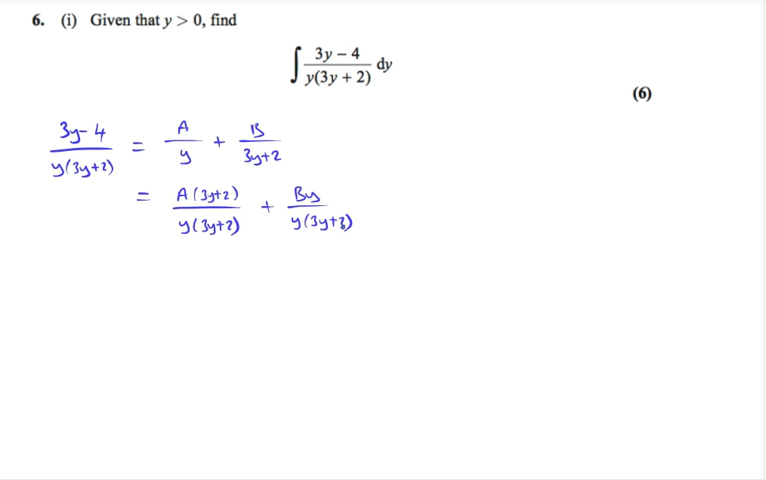 6. (i) Given that y > 0, find
∫ (3y – 4)/(y(3y + 2)) dy
(6)
(3y - 4)/(y(3y+2)) = A/y + B/(3y+2)
= A(3y+2)/(y(3y+2)) + By/(y(3y+2))